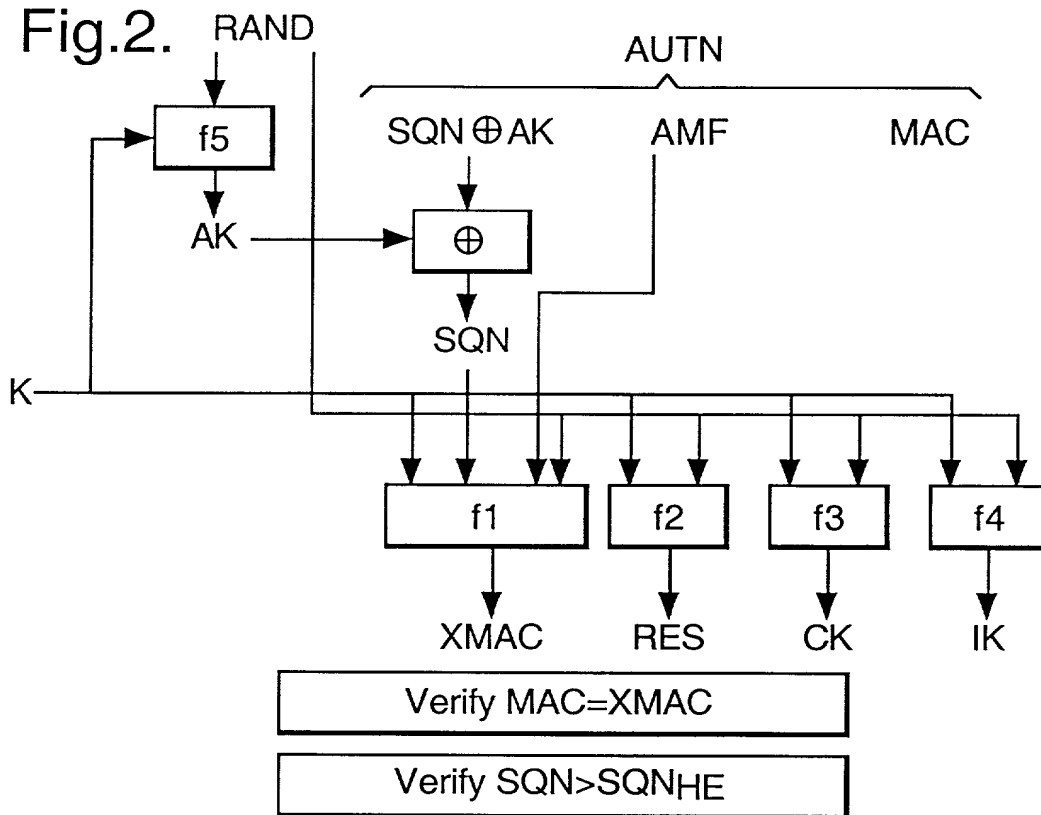 Fig.2.
RAND
AUTN
f5
SQN ⊕ AK
AMF
MAC
AK
⊕
SQN
K
f1
f2
f3
f4
XMAC
RES
CK
IK
Verify MAC=XMAC
Verify SQN>SQNHE